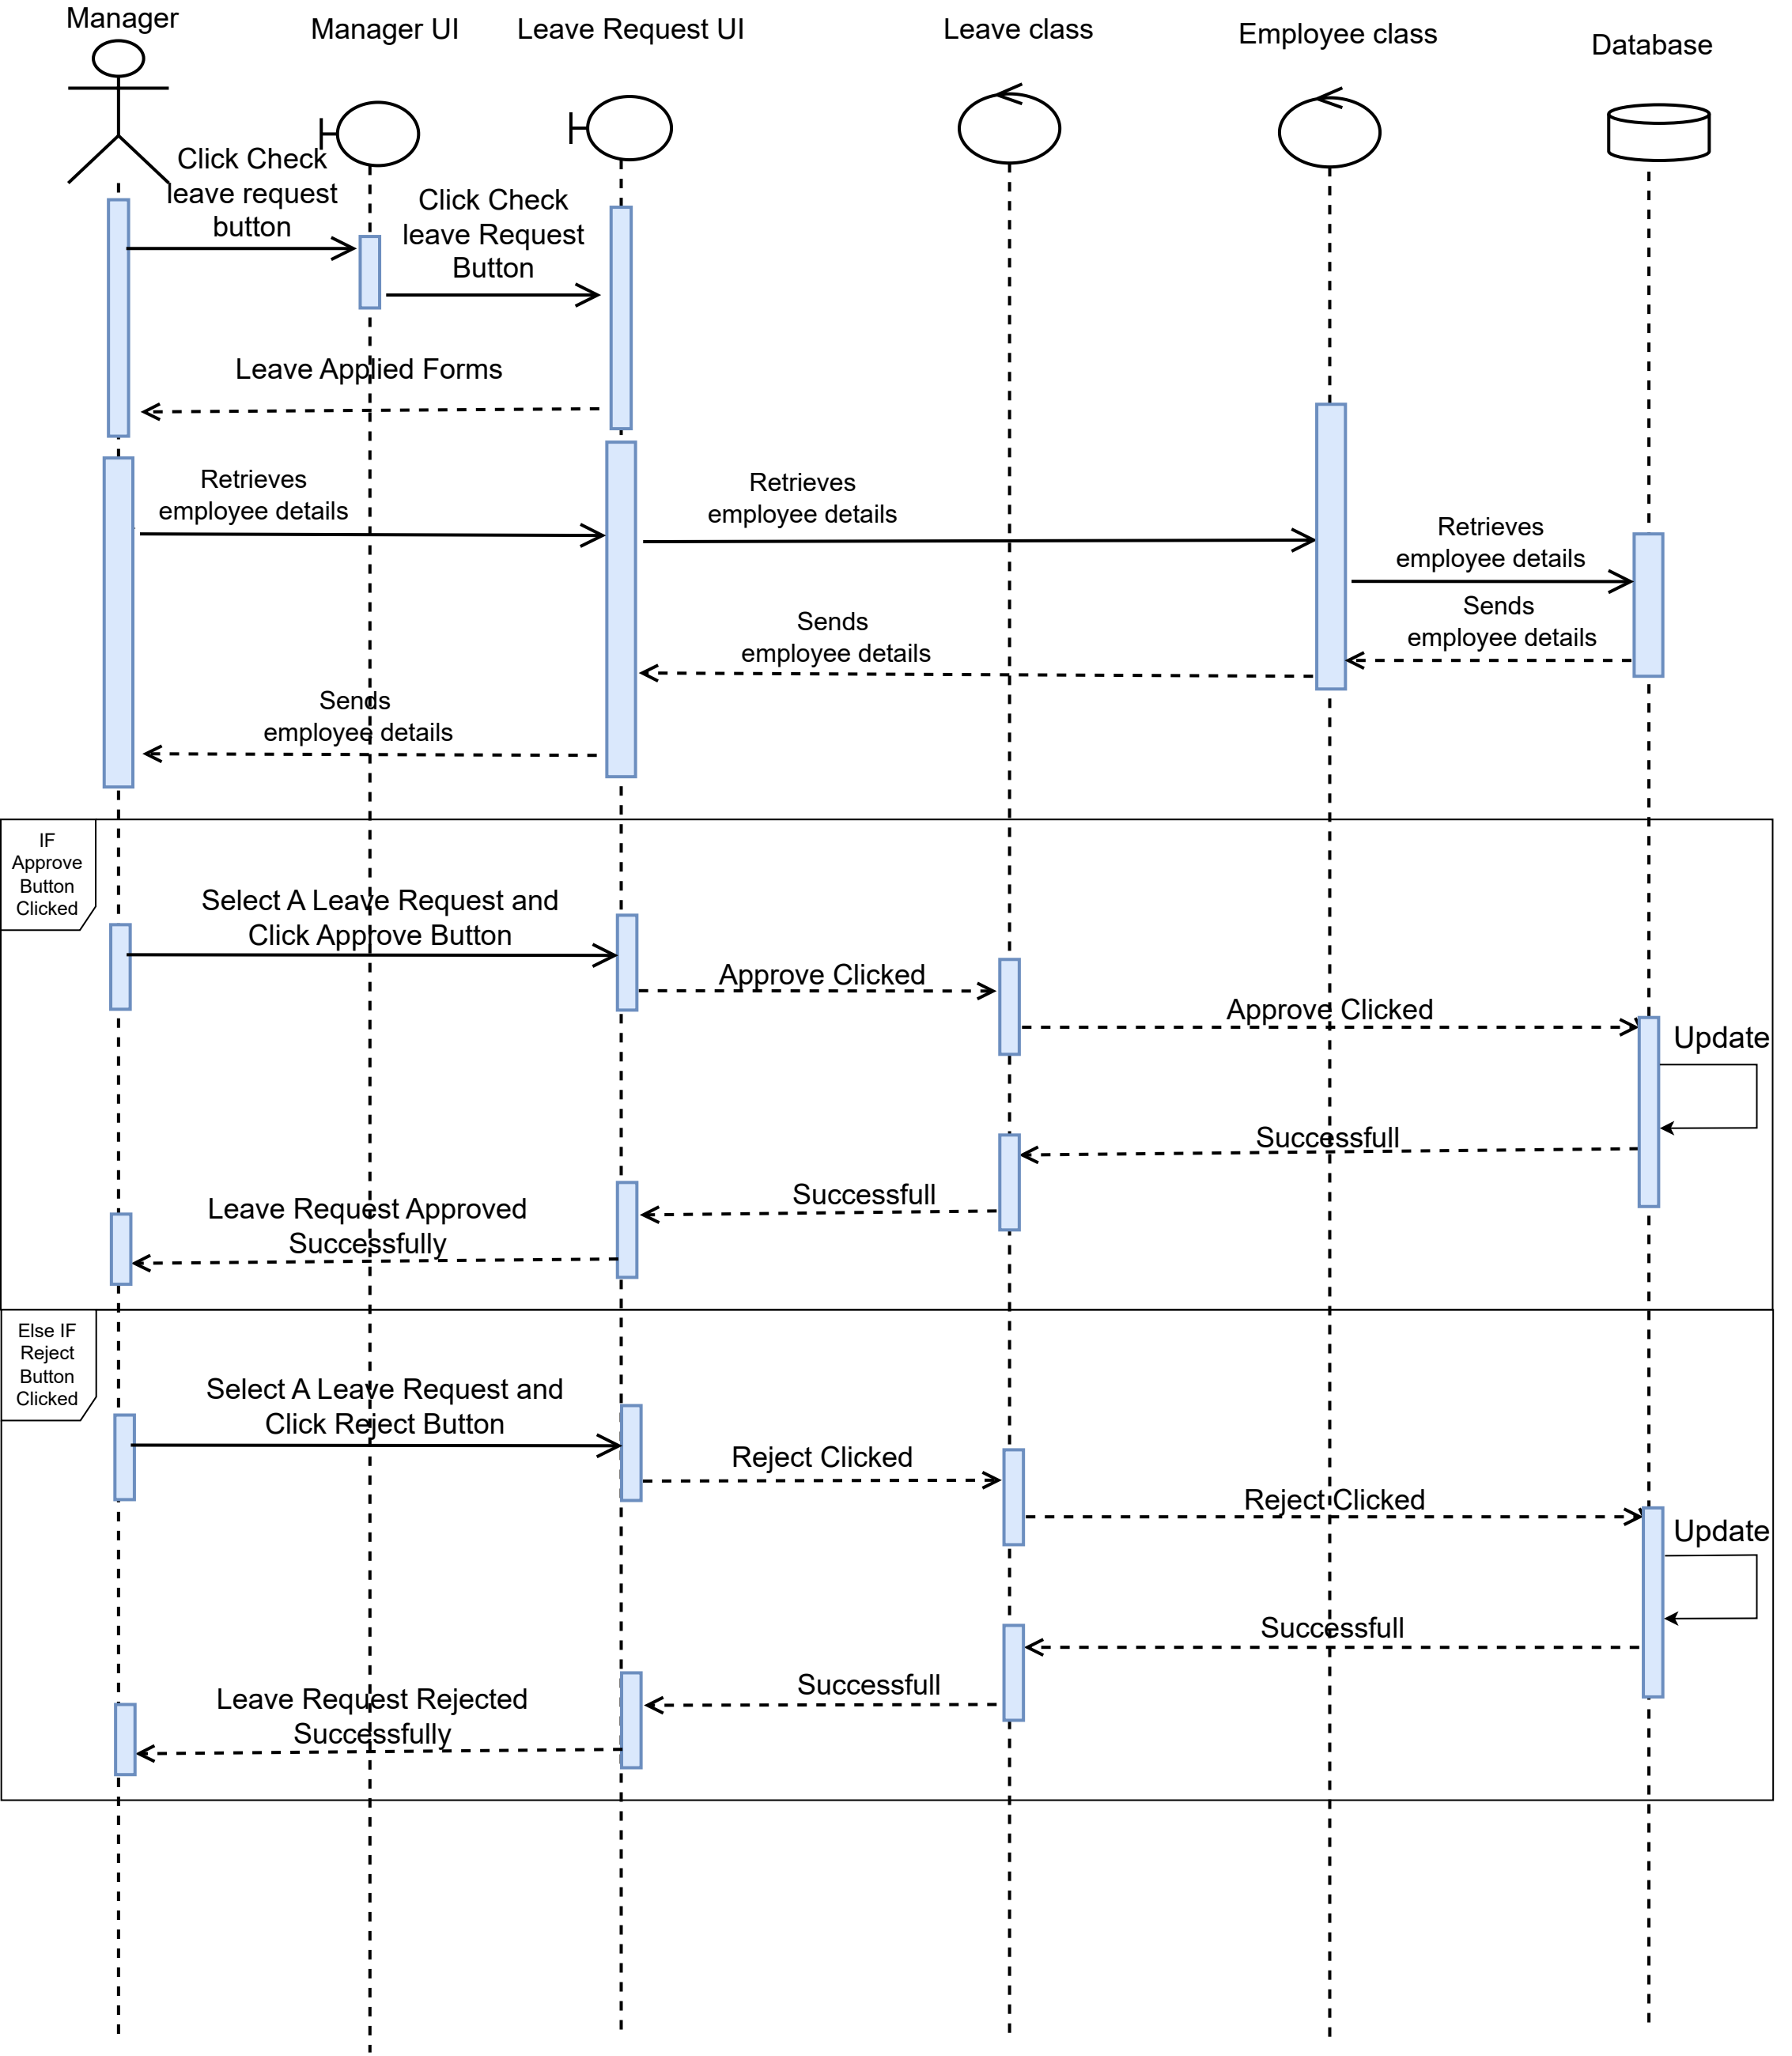 Manager
Manager UI
Leave Request UI
Leave class
Employee class
Database
Click Check
leave request
button
Click Check
leave Request
Button
Leave Applied Forms
Retrieves
employee details
Retrieves
employee details
Retrieves
employee details
Sends
employee details
Sends
employee details
Sends
employee details
IF
Approve
Button
Clicked
Select A Leave Request and
Click Approve Button
Approve Clicked
Approve Clicked
Update
Successfull
Successfull
Leave Request Approved
Successfully
Else IF
Reject
Button
Clicked
Select A Leave Request and
Click Reject Button
Reject Clicked
Reject Clicked
Update
Successfull
Successfull
Leave Request Rejected
Successfully